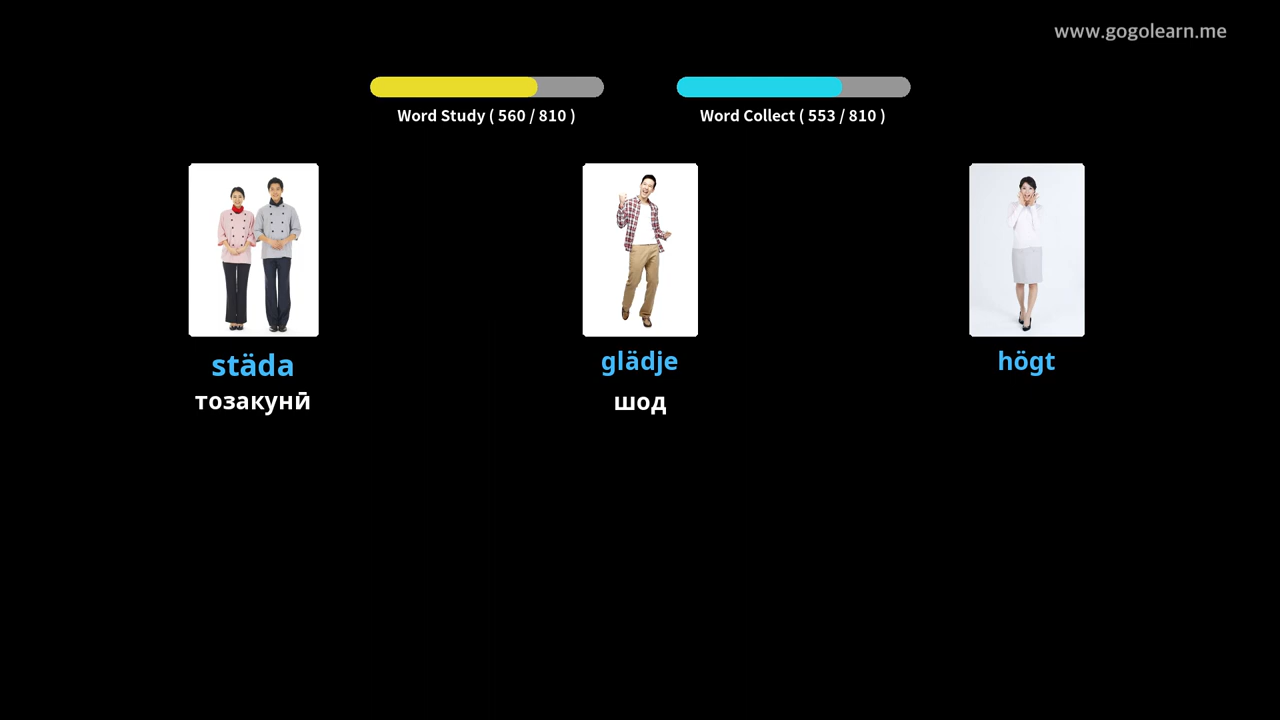 www.gogolearn.me
Word Study ( 560 / 810 )
Word Collect ( 553 / 810 )
städa
glädje
högt
тозакунӣ
шод